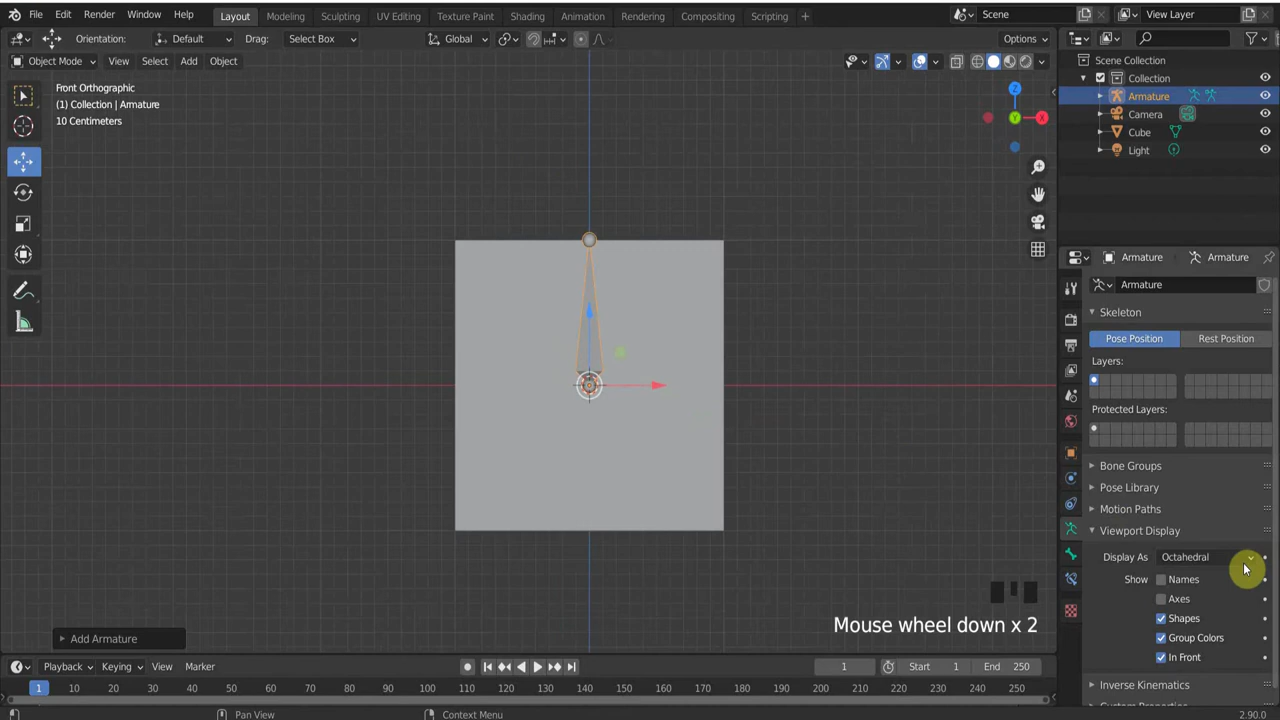 File Edit Render Window Help Layout Modeling Sculpting UV Editing Texture Paint Shading Animation Rendering Compositing Scripting + Scene View Layer
Orientation: Default Drag: Select Box Global Options
Object Mode View Select Add Object
Front Orthographic
(1) Collection | Armature
10 Centimeters
Z
Y
X
Scene Collection
Collection
Armature
Camera
Cube
Light
Armature Armature
Armature
Skeleton
Pose Position Rest Position
Layers:
Protected Layers:
Bone Groups
Pose Library
Motion Paths
Viewport Display
Display As Octahedral
Show Names
Axes
Shapes
Group Colors
In Front
Inverse Kinematics
Mouse wheel down x 2
Add Armature
Playback Keying View Marker 1 Start 1 End 250
1 10 20 30 40 50 60 70 80 90 100 110 120 130 140 150 160 170 180 190 200 210 220 230 240 250
Pan View Context Menu 2.90.0